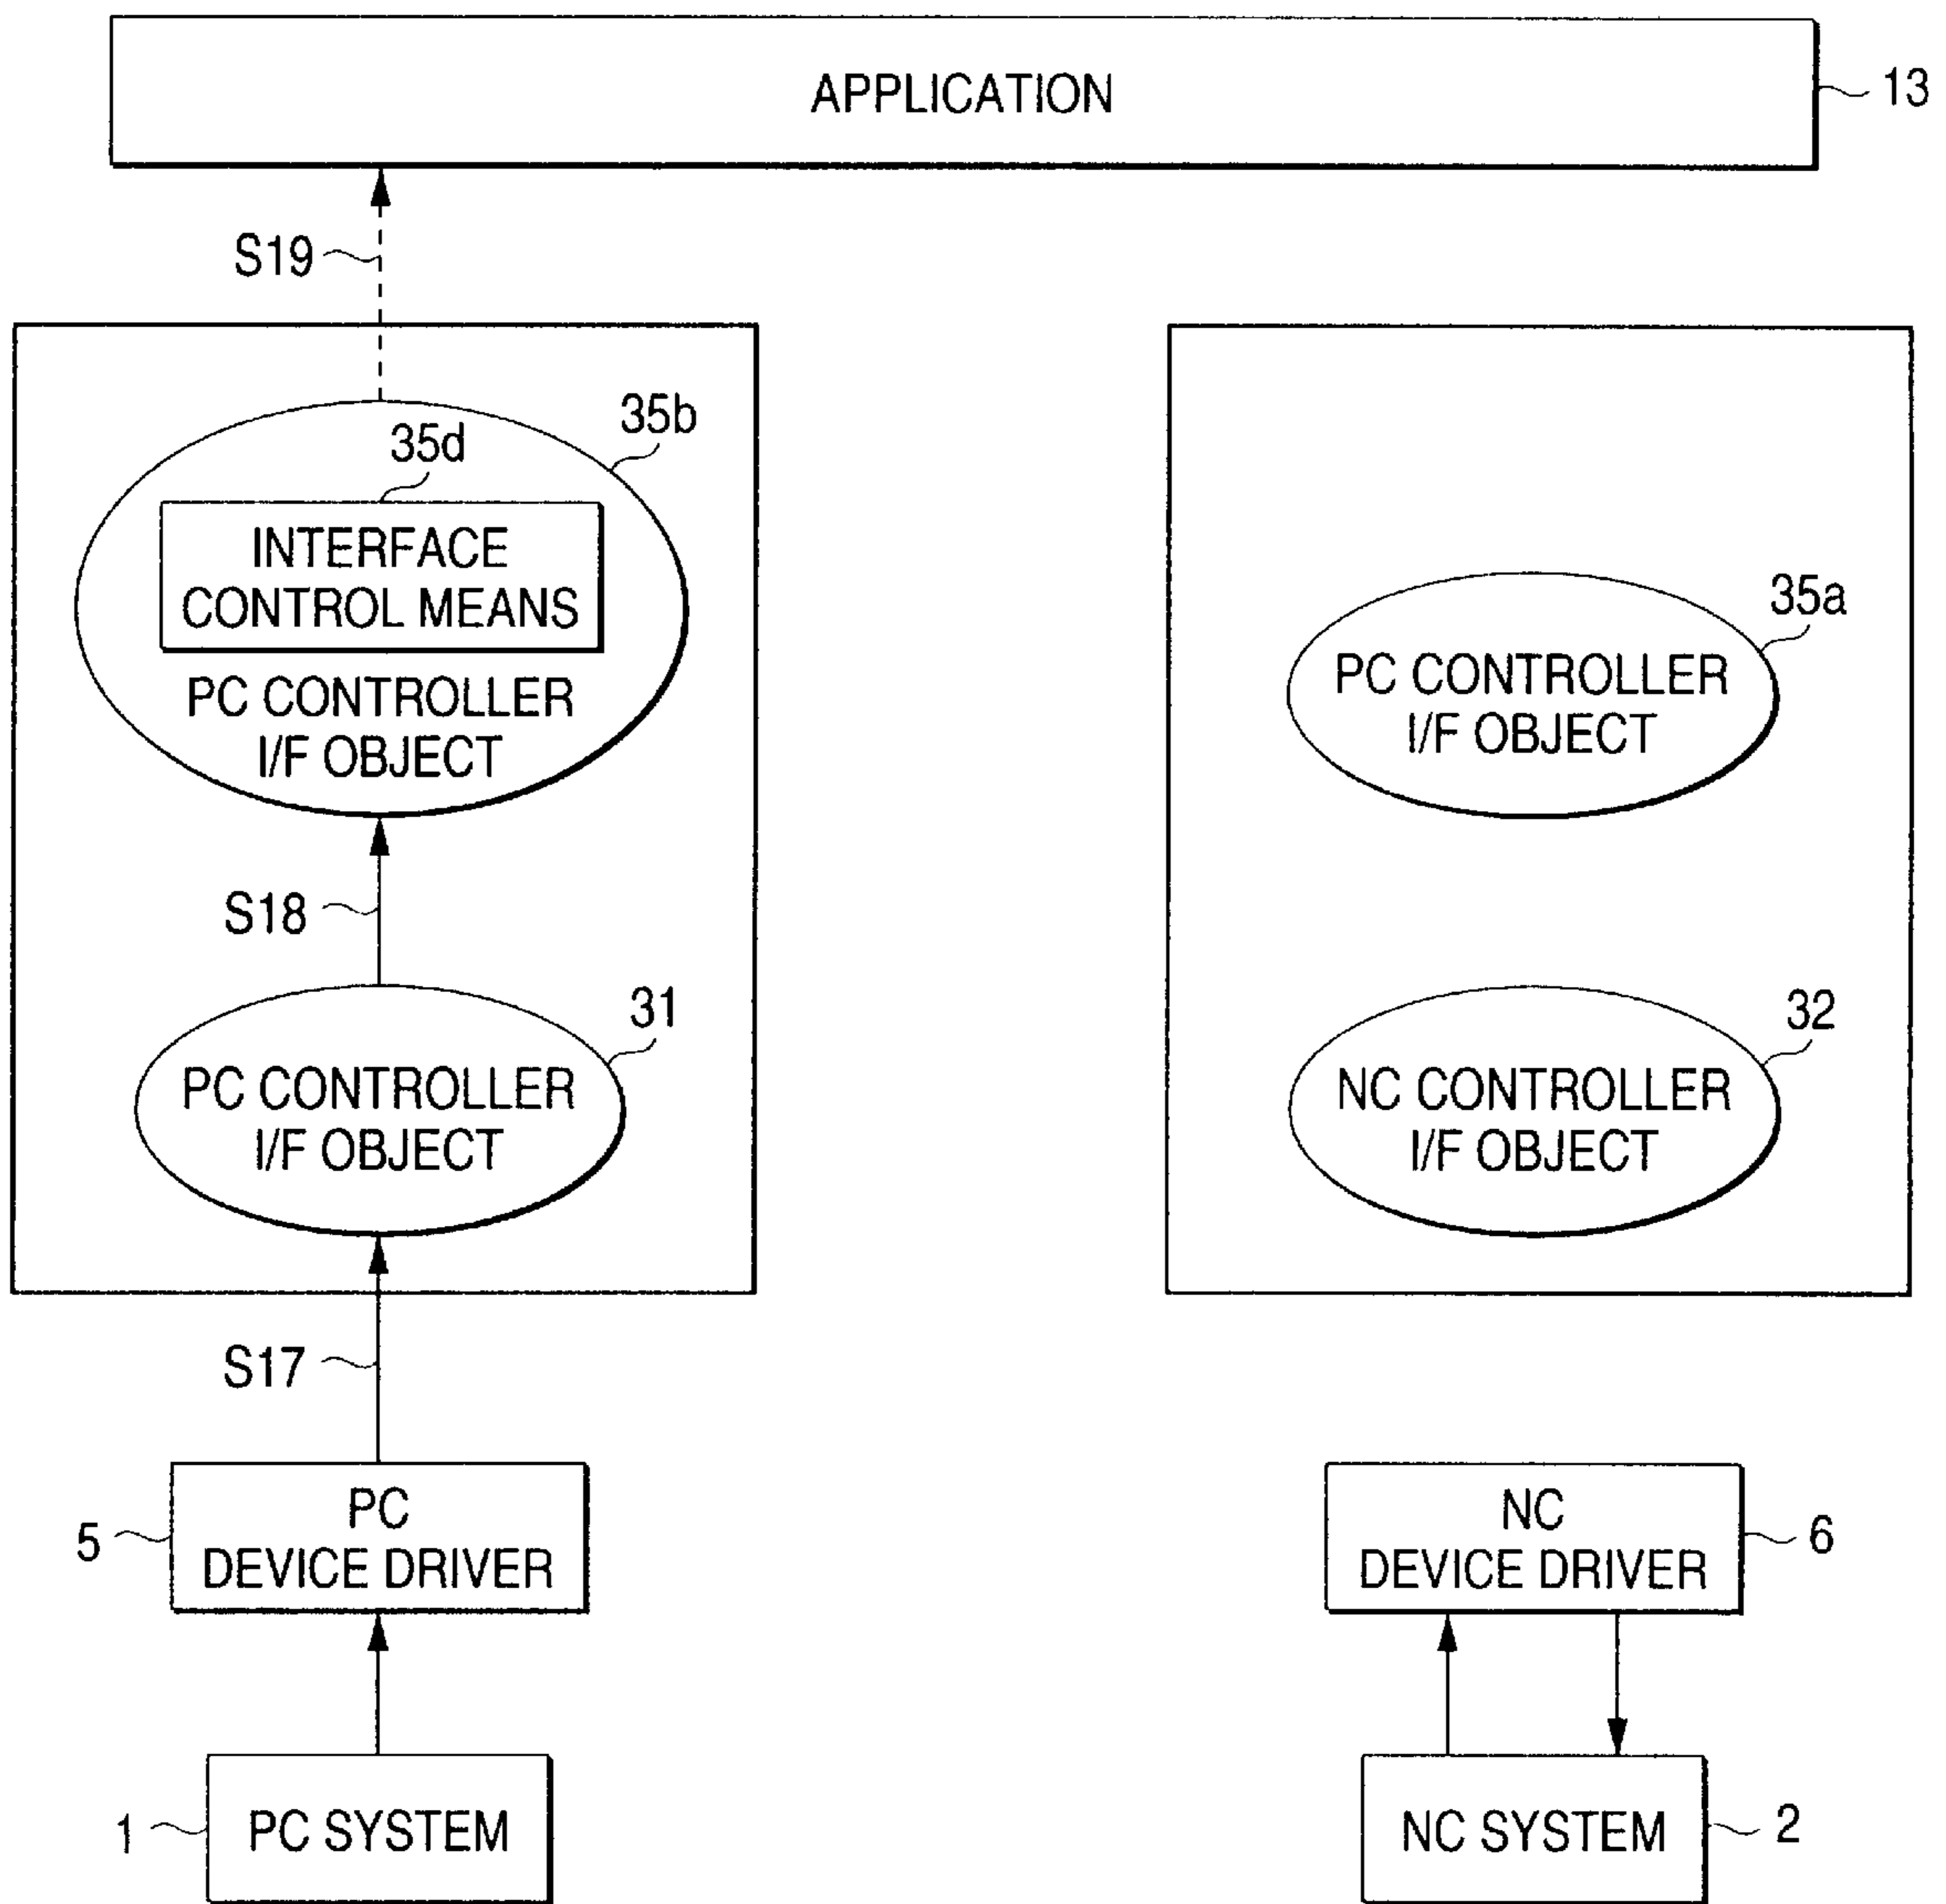 APPLICATION
13
S19
35b
35d
INTERFACE
CONTROL MEANS
PC CONTROLLER
I/F OBJECT
35a
PC CONTROLLER
I/F OBJECT
S18
31
PC CONTROLLER
I/F OBJECT
32
NC CONTROLLER
I/F OBJECT
S17
5
PC
DEVICE DRIVER
NC
DEVICE DRIVER
6
1
PC SYSTEM
NC SYSTEM
2